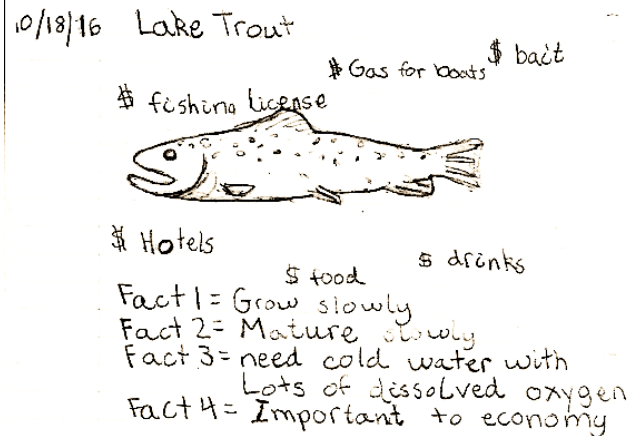 10/18/16 Lake Trout
$ Gas for boats $ bait
$ fishing license
$ Hotels
$ food $ drinks
Fact 1 = Grow slowly
Fact 2 = Mature slowly
Fact 3 = need cold water with
Lots of dissolved oxygen
Fact 4 = Important to economy